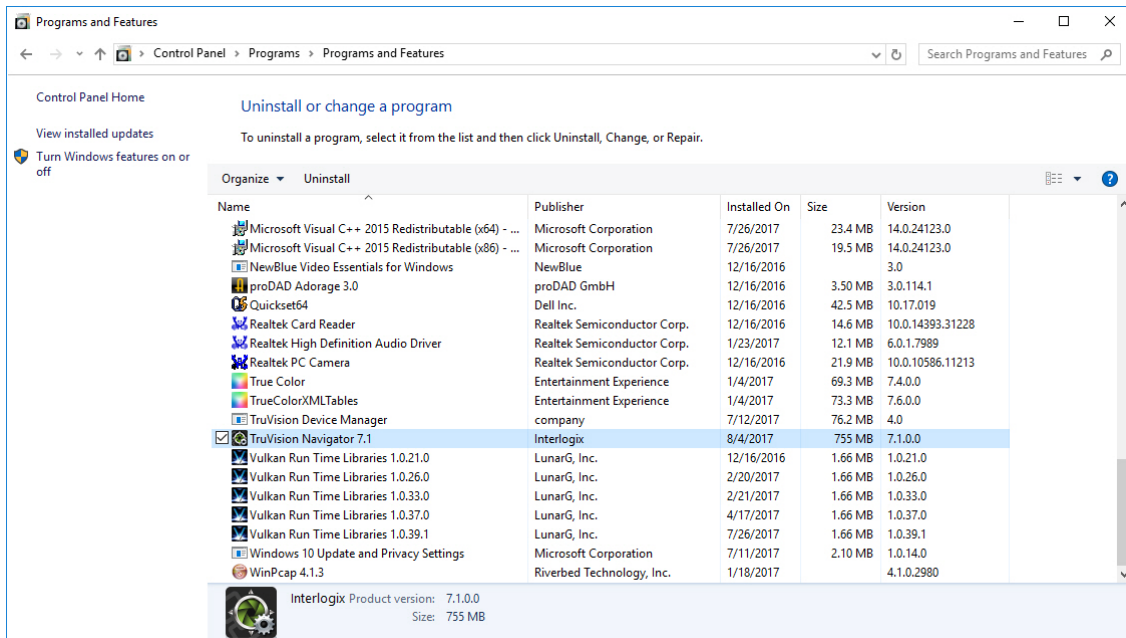 Programs and Features
Control Panel > Programs > Programs and Features
Search Programs and Features
Control Panel Home
View installed updates
Turn Windows features on or off
Uninstall or change a program
To uninstall a program, select it from the list and then click Uninstall, Change, or Repair.
Organize Uninstall
Name Publisher Installed On Size Version
Microsoft Visual C++ 2015 Redistributable (x64) - ... Microsoft Corporation 7/26/2017 23.4 MB 14.0.24123.0
Microsoft Visual C++ 2015 Redistributable (x86) - ... Microsoft Corporation 7/26/2017 19.5 MB 14.0.24123.0
NewBlue Video Essentials for Windows NewBlue 12/16/2016 3.0
proDAD Adorage 3.0 proDAD GmbH 12/16/2016 3.50 MB 3.0.114.1
Quickset64 Dell Inc. 12/16/2016 42.5 MB 10.17.019
Realtek Card Reader Realtek Semiconductor Corp. 12/16/2016 14.6 MB 10.0.14393.31228
Realtek High Definition Audio Driver Realtek Semiconductor Corp. 1/23/2017 12.1 MB 6.0.1.7989
Realtek PC Camera Realtek Semiconductor Corp. 12/16/2016 21.9 MB 10.0.10586.11213
True Color Entertainment Experience 1/4/2017 69.3 MB 7.4.0.0
TrueColorXMLTables Entertainment Experience 1/4/2017 73.3 MB 7.6.0.0
TruVision Device Manager company 7/12/2017 76.2 MB 4.0
TruVision Navigator 7.1 Interlogix 8/4/2017 755 MB 7.1.0.0
Vulkan Run Time Libraries 1.0.21.0 LunarG, Inc. 12/16/2016 1.66 MB 1.0.21.0
Vulkan Run Time Libraries 1.0.26.0 LunarG, Inc. 2/20/2017 1.66 MB 1.0.26.0
Vulkan Run Time Libraries 1.0.33.0 LunarG, Inc. 2/21/2017 1.66 MB 1.0.33.0
Vulkan Run Time Libraries 1.0.37.0 LunarG, Inc. 4/17/2017 1.66 MB 1.0.37.0
Vulkan Run Time Libraries 1.0.39.1 LunarG, Inc. 7/26/2017 1.66 MB 1.0.39.1
Windows 10 Update and Privacy Settings Microsoft Corporation 7/11/2017 2.10 MB 1.0.14.0
WinPcap 4.1.3 Riverbed Technology, Inc. 1/18/2017 4.1.0.2980
Interlogix Product version: 7.1.0.0
Size: 755 MB